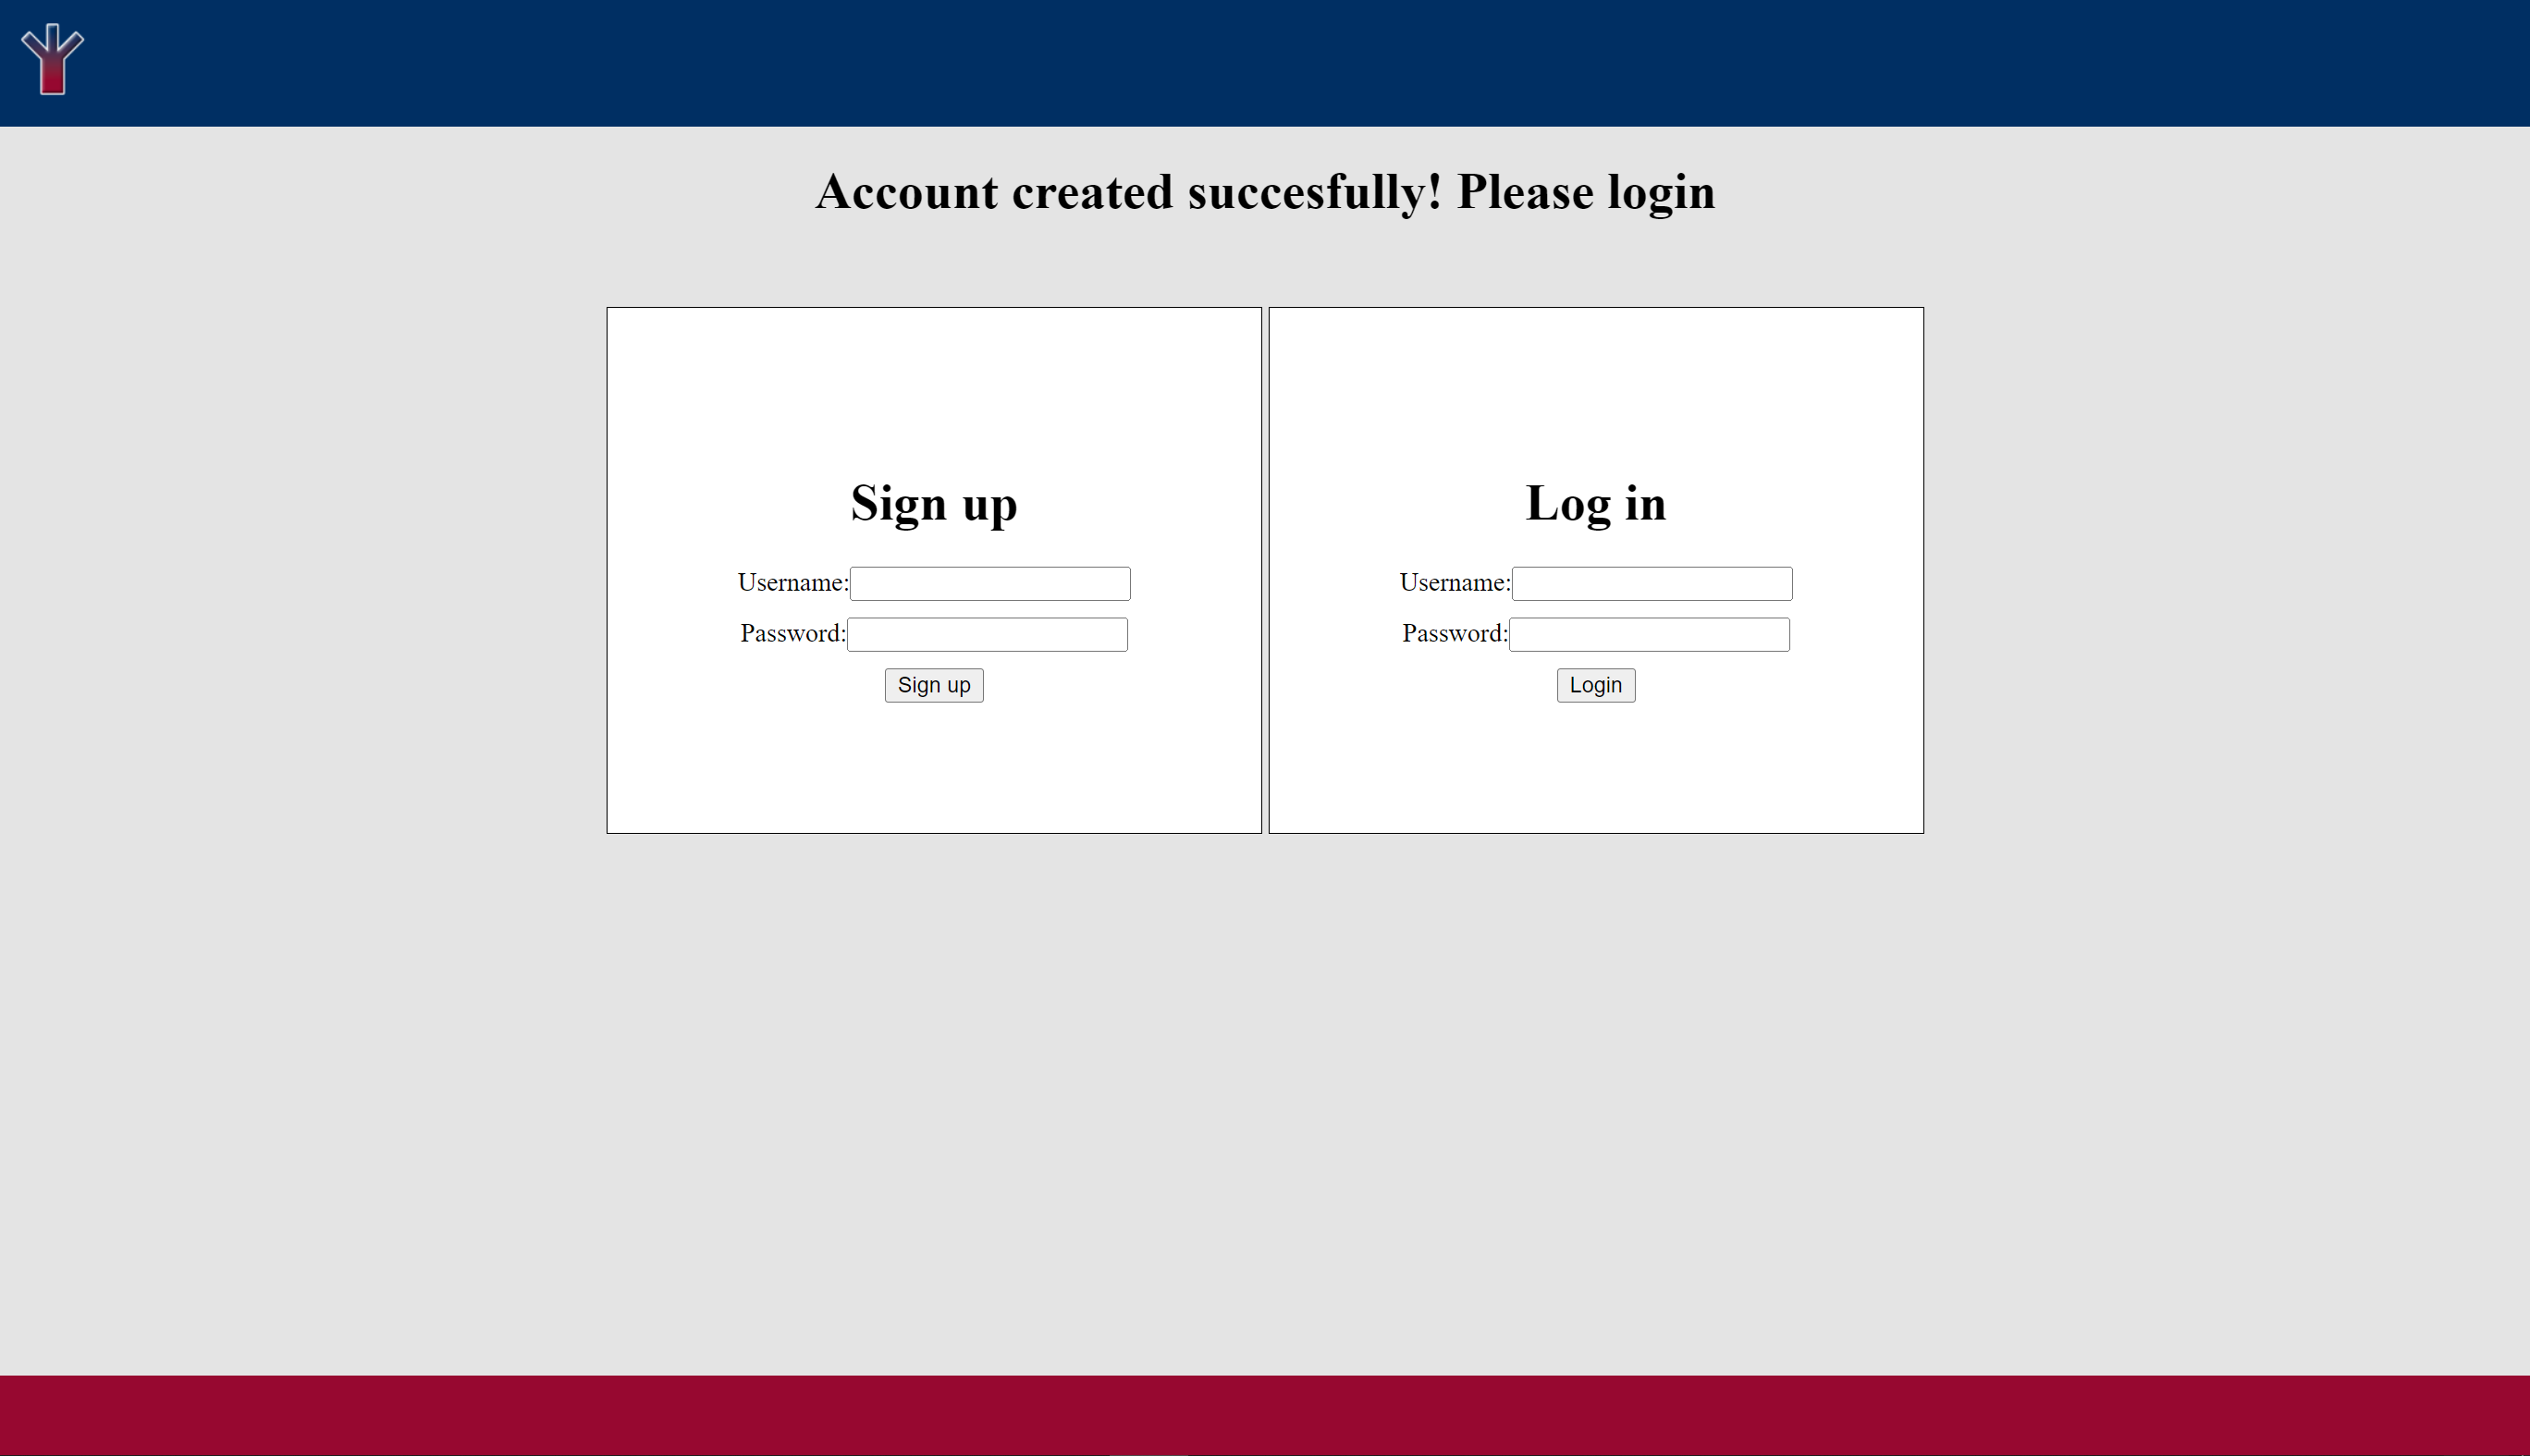 Account created succesfully! Please login
Sign up
Username:
Password:
Sign up
Log in
Username:
Password:
Login